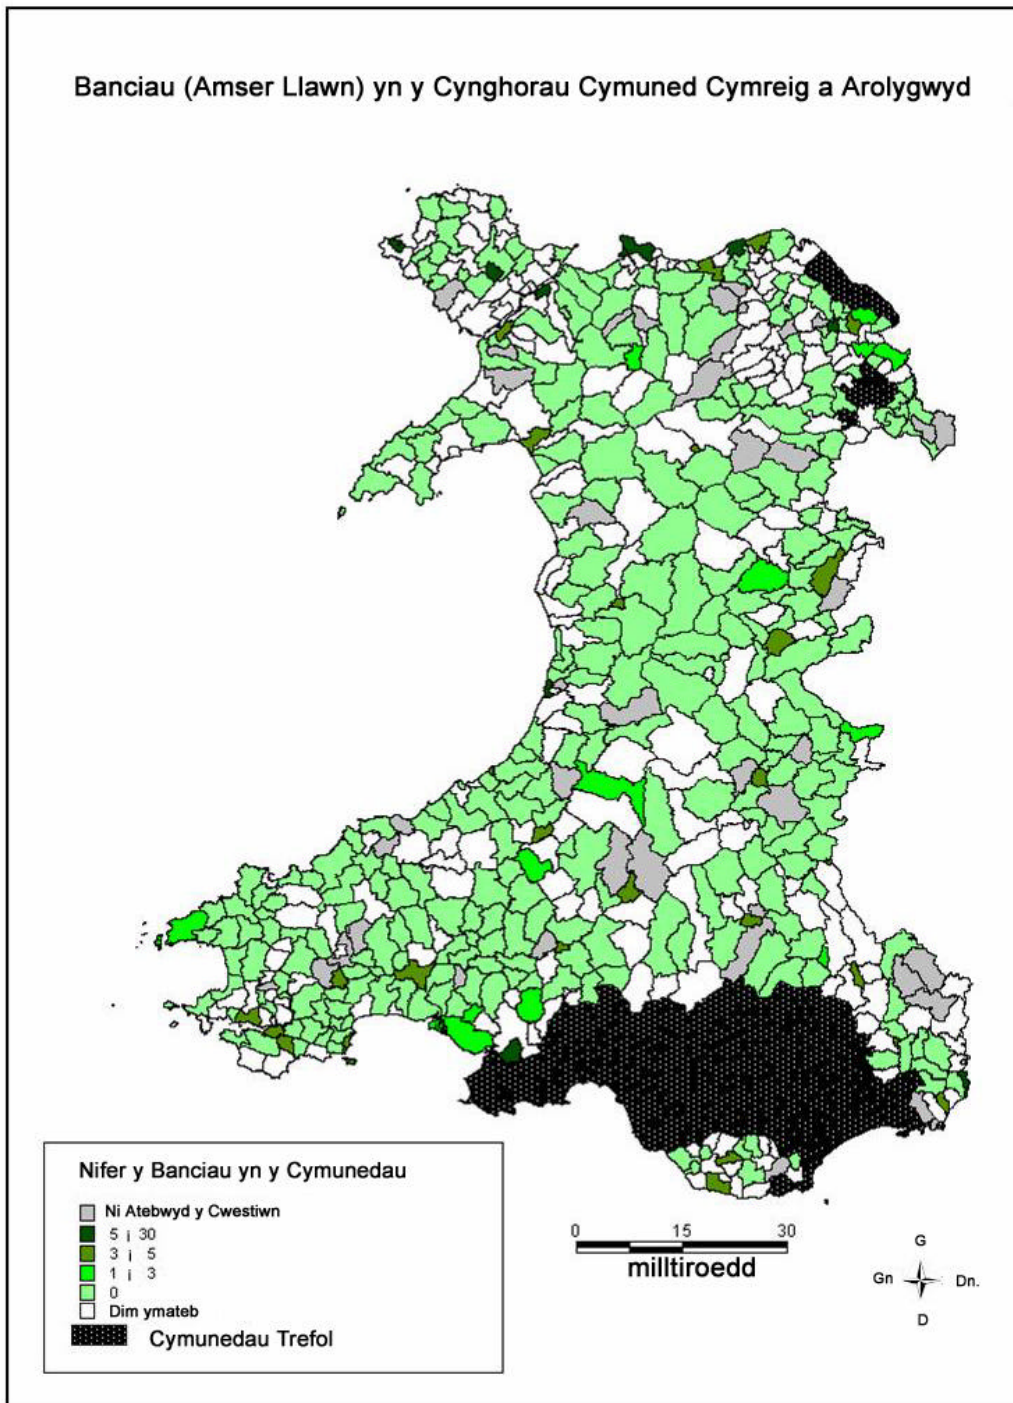 Banciau (Amser Llawn) yn y Cynghorau Cymuned Cymreig a Arolygwyd
Nifer y Banciau yn y Cymunedau
Ni Atebwyd y Cwestiwn
5 i 30
3 i 5
1 i 3
0
Dim ymateb
Cymunedau Trefol
0 15 30
milltiroedd
G
Gn Dn.
D